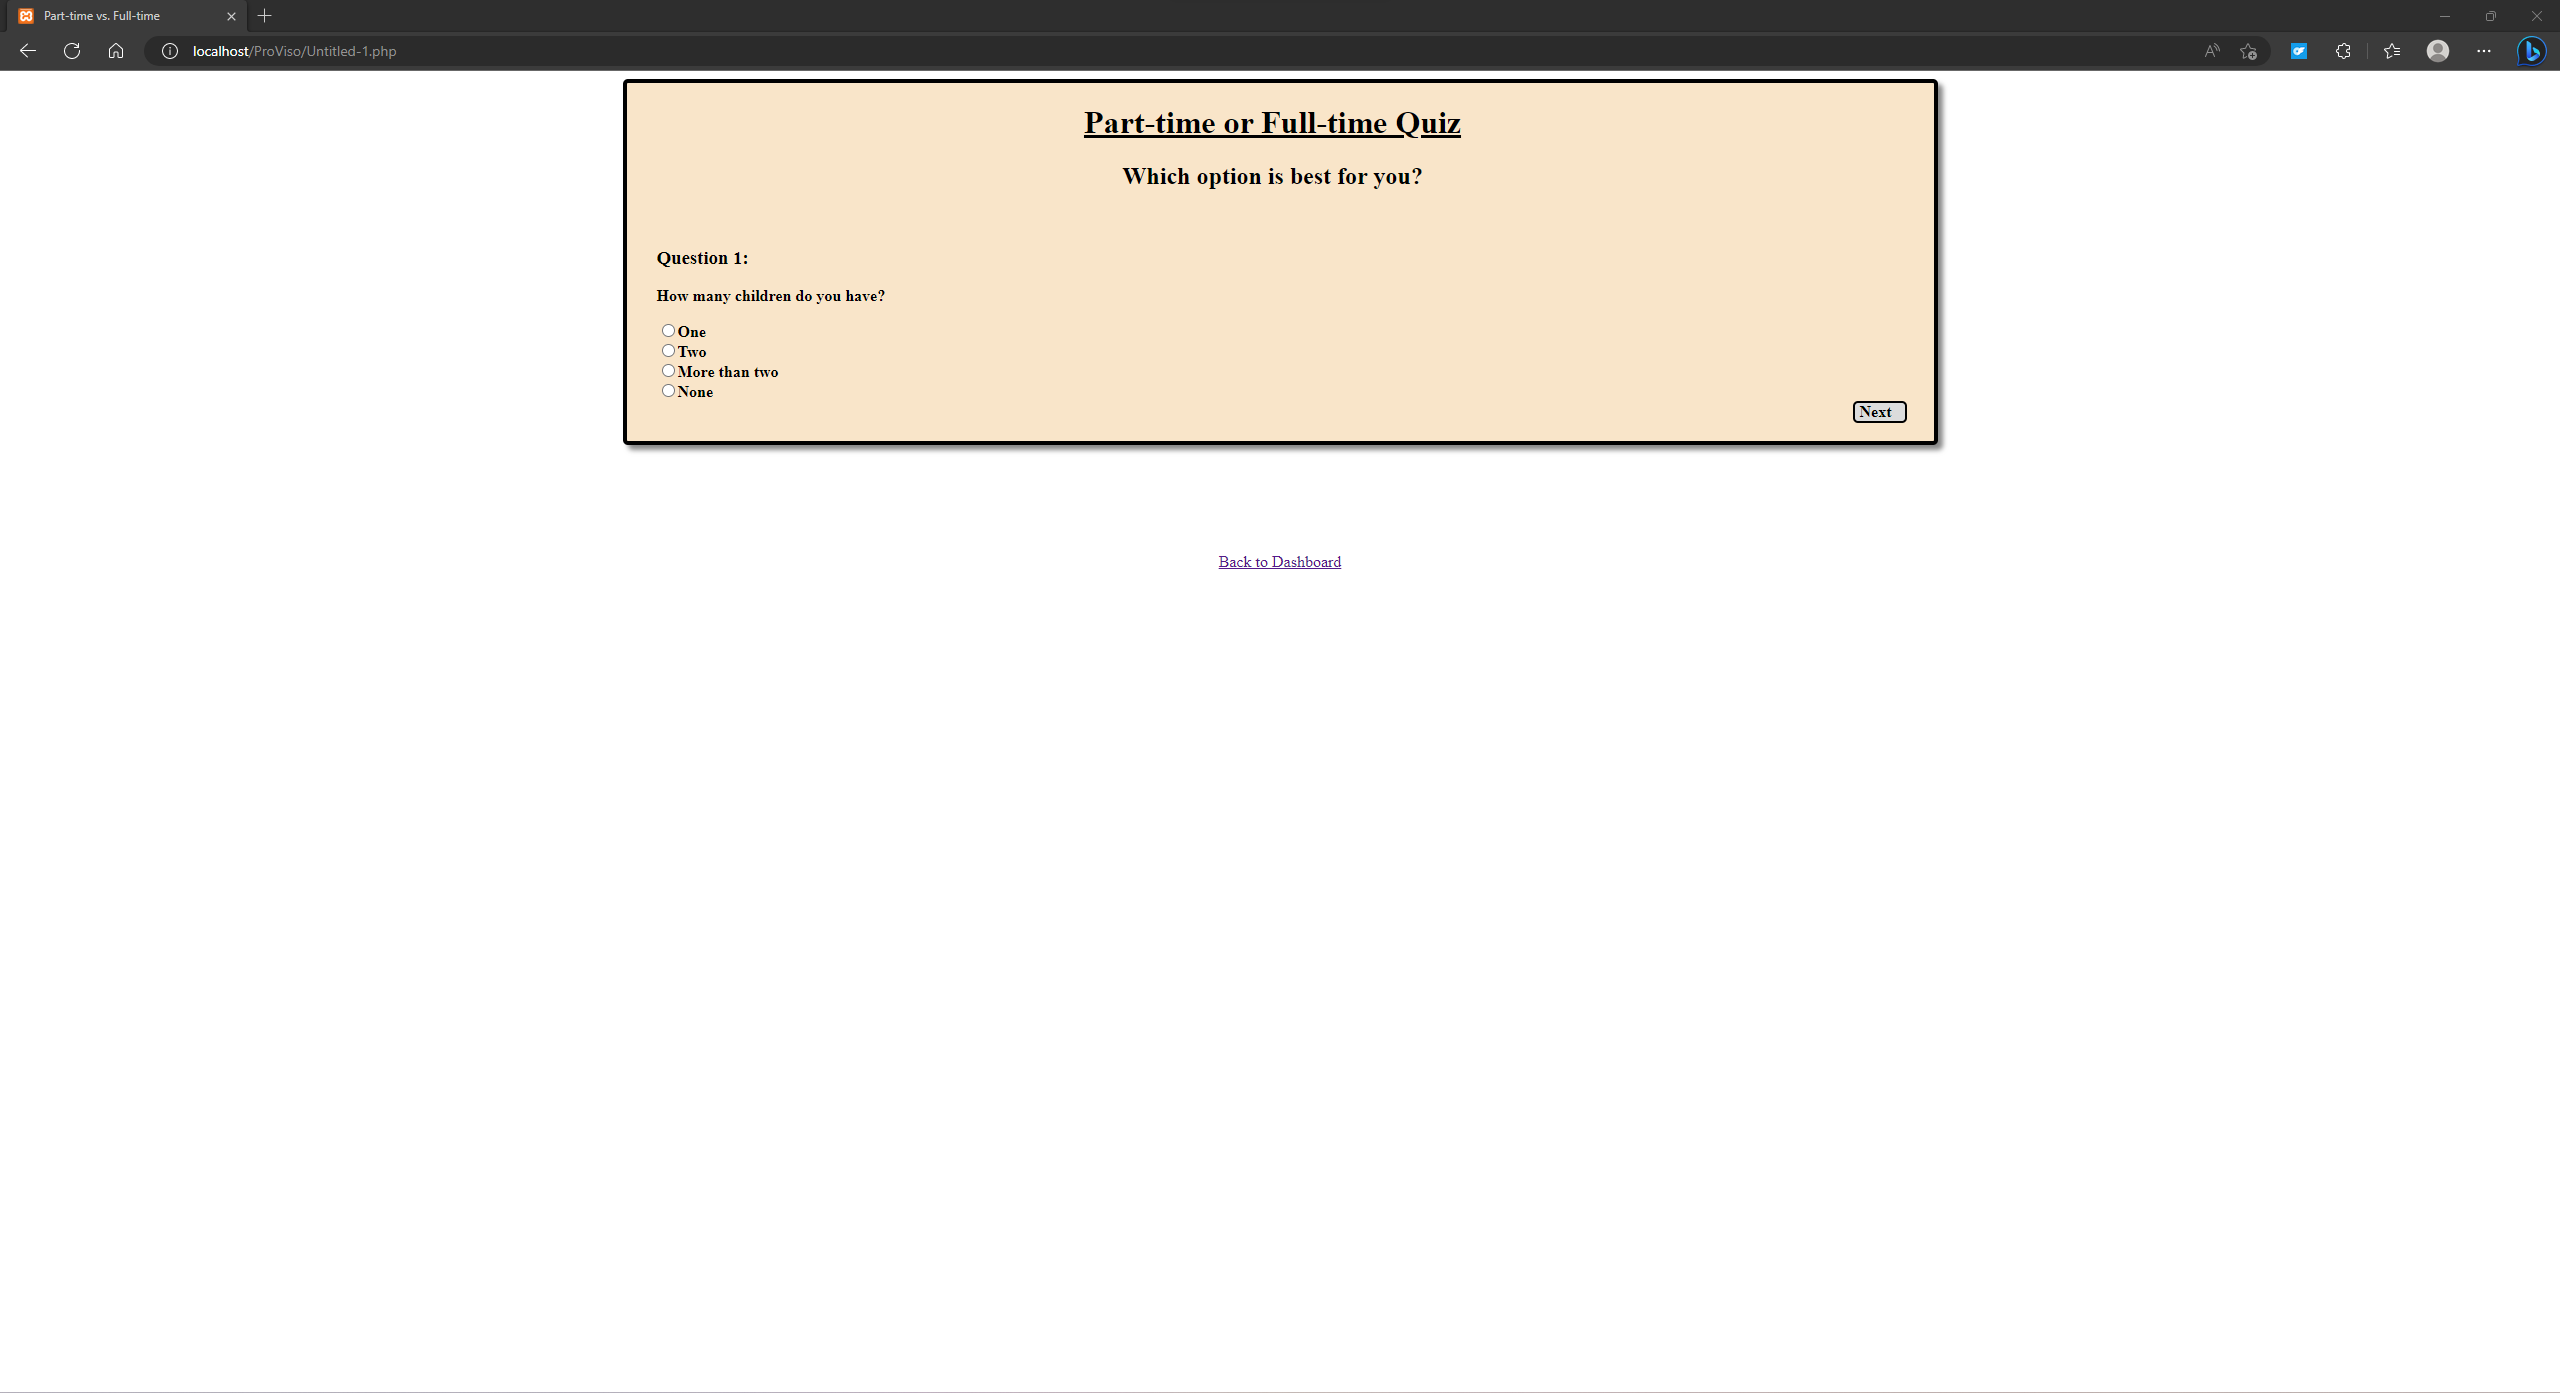 Part-time vs. Full-time
localhost/ProViso/Untitled-1.php
Part-time or Full-time Quiz
Which option is best for you?
Question 1:
How many children do you have?
One
Two
More than two
None
Next
Back to Dashboard